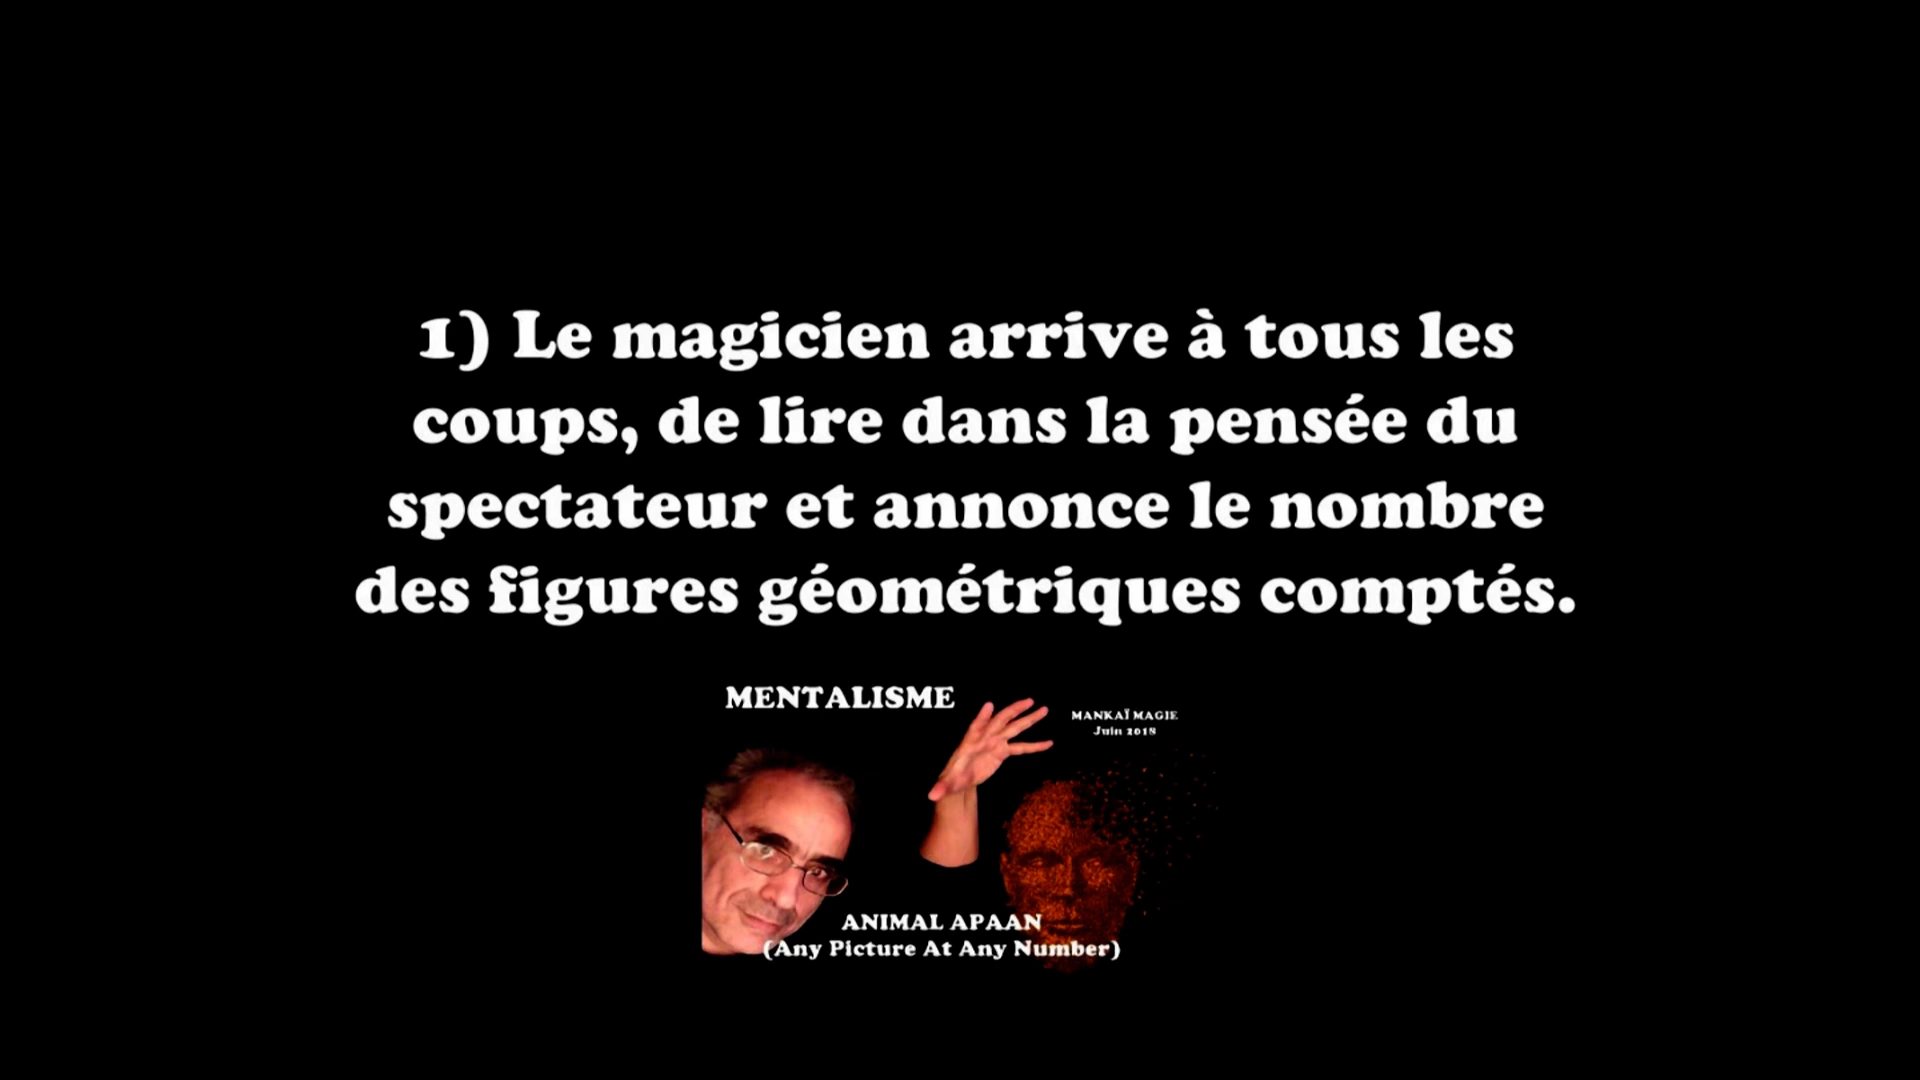 1) Le magicien arrive à tous les
coups, de lire dans la pensée du
spectateur et annonce le nombre
des figures géométriques comptés.
MENTALISME
MANKAÏ MAGIE
Juin 2018
ANIMAL APAAN
(Any Picture At Any Number)